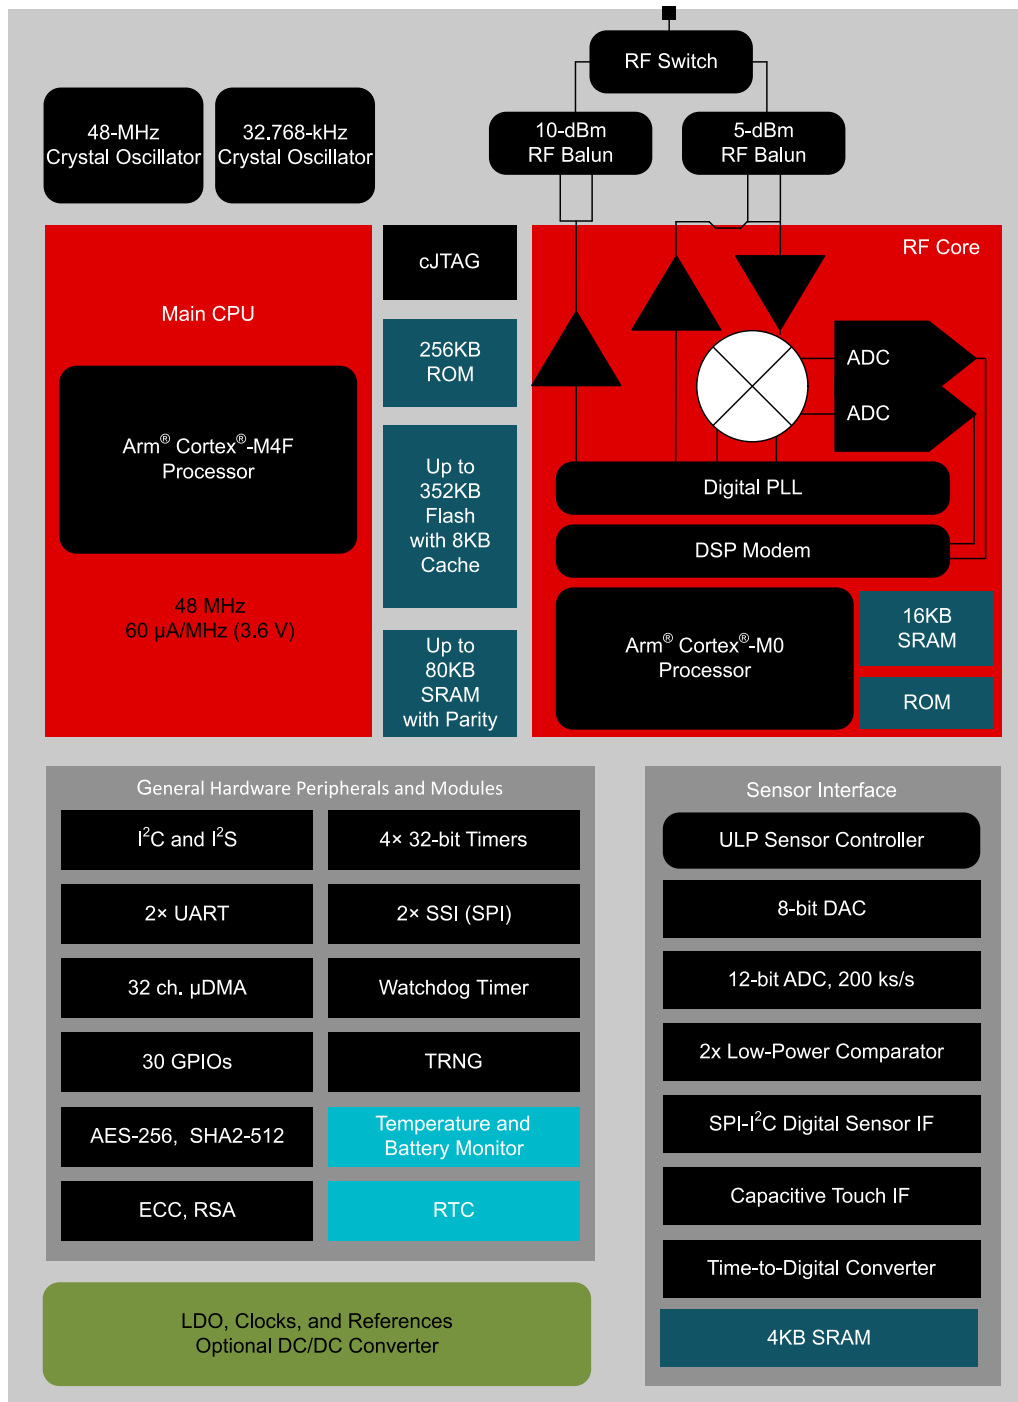 RF Switch
48-MHz
Crystal Oscillator
32.768-kHz
Crystal Oscillator
10-dBm
RF Balun
5-dBm
RF Balun
Main CPU
Arm® Cortex®-M4F
Processor
48 MHz
60 µA/MHz (3.6 V)
cJTAG
256KB
ROM
Up to
352KB
Flash
with 8KB
Cache
Up to
80KB
SRAM
with Parity
RF Core
ADC
ADC
Digital PLL
DSP Modem
Arm® Cortex®-M0
Processor
16KB
SRAM
ROM
General Hardware Peripherals and Modules
I²C and I²S
4× 32-bit Timers
2× UART
2× SSI (SPI)
32 ch. µDMA
Watchdog Timer
30 GPIOs
TRNG
AES-256, SHA2-512
Temperature and
Battery Monitor
ECC, RSA
RTC
LDO, Clocks, and References
Optional DC/DC Converter
Sensor Interface
ULP Sensor Controller
8-bit DAC
12-bit ADC, 200 ks/s
2x Low-Power Comparator
SPI-I²C Digital Sensor IF
Capacitive Touch IF
Time-to-Digital Converter
4KB SRAM